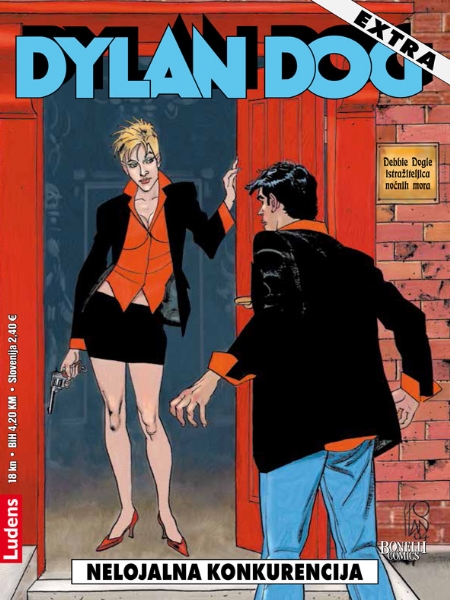 EXTRA
DYLAN DOG
Debbie Dogle
Istražiteljica
noćnih mora
18 kn • BiH 4,20 KM • Slovenija 2.40 €
Ludens
BONELLI
COMICS
NELOJALNA KONKURENCIJA